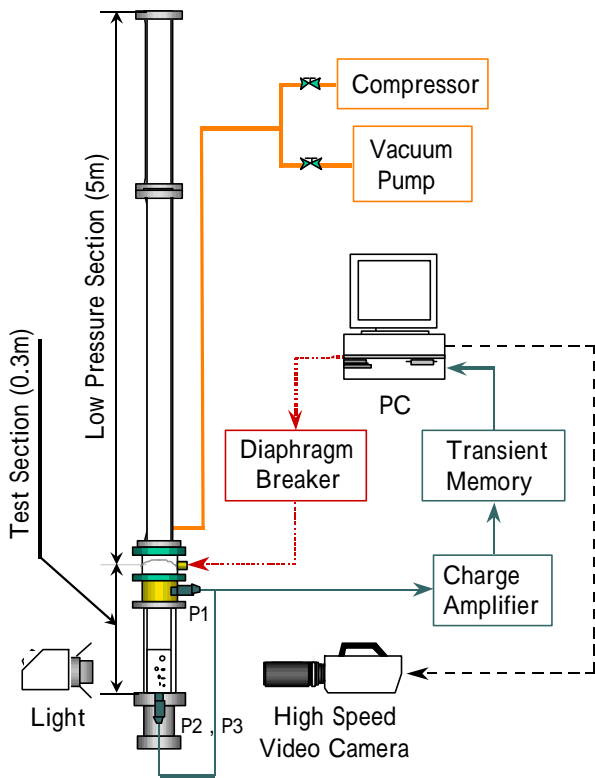 Compressor
Vacuum
Pump
Low Pressure Section (5m)
Test Section (0.3m)
PC
Diaphragm
Breaker
Transient
Memory
Charge
Amplifier
P1
Light
P2 , P3
High Speed
Video Camera